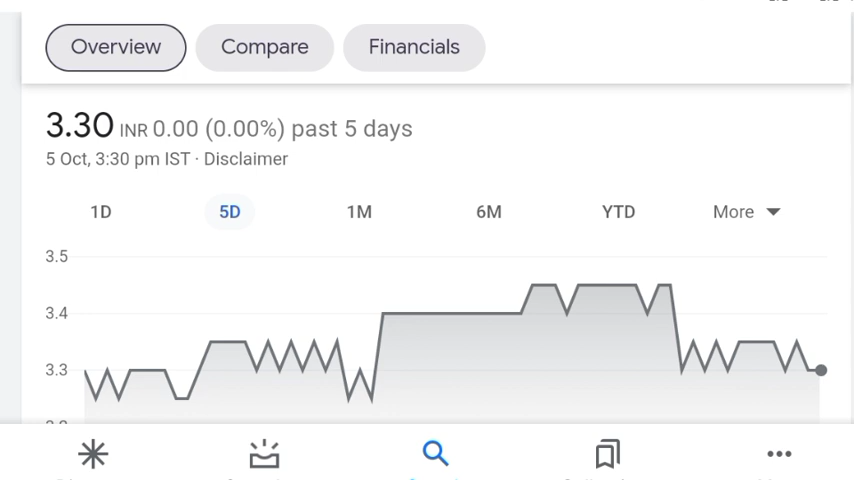 Overview Compare Financials
3.30 INR 0.00 (0.00%) past 5 days
5 Oct, 3:30 pm IST · Disclaimer
1D 5D 1M 6M YTD More
3.5
3.4
3.3